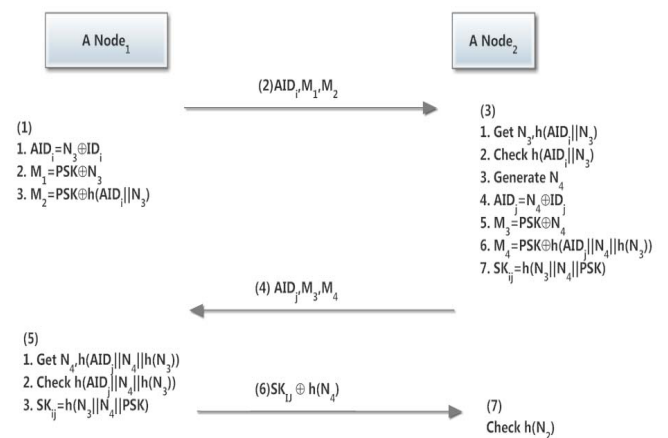 A Node₁
A Node₂
(2)AIDᵢ,M₁,M₂
(1)
1. AIDᵢ=N₃⊕IDᵢ
2. M₁=PSK⊕N₃
3. M₂=PSK⊕h(AIDᵢ||N₃)
(3)
1. Get N₃,h(AIDᵢ||N₃)
2. Check h(AIDᵢ||N₃)
3. Generate N₄
4. AIDⱼ=N₄⊕IDⱼ
5. M₃=PSK⊕N₄
6. M₄=PSK⊕h(AIDⱼ||N₄||h(N₃))
7. SKᵢⱼ=h(N₃||N₄||PSK)
(4) AIDⱼ,M₃,M₄
(5)
1. Get N₄,h(AIDⱼ||N₄||h(N₃))
2. Check h(AIDⱼ||N₄||h(N₃))
3. SKᵢⱼ=h(N₃||N₄||PSK)
(6)SK_IJ ⊕ h(N₄)
(7)
Check h(N₂)